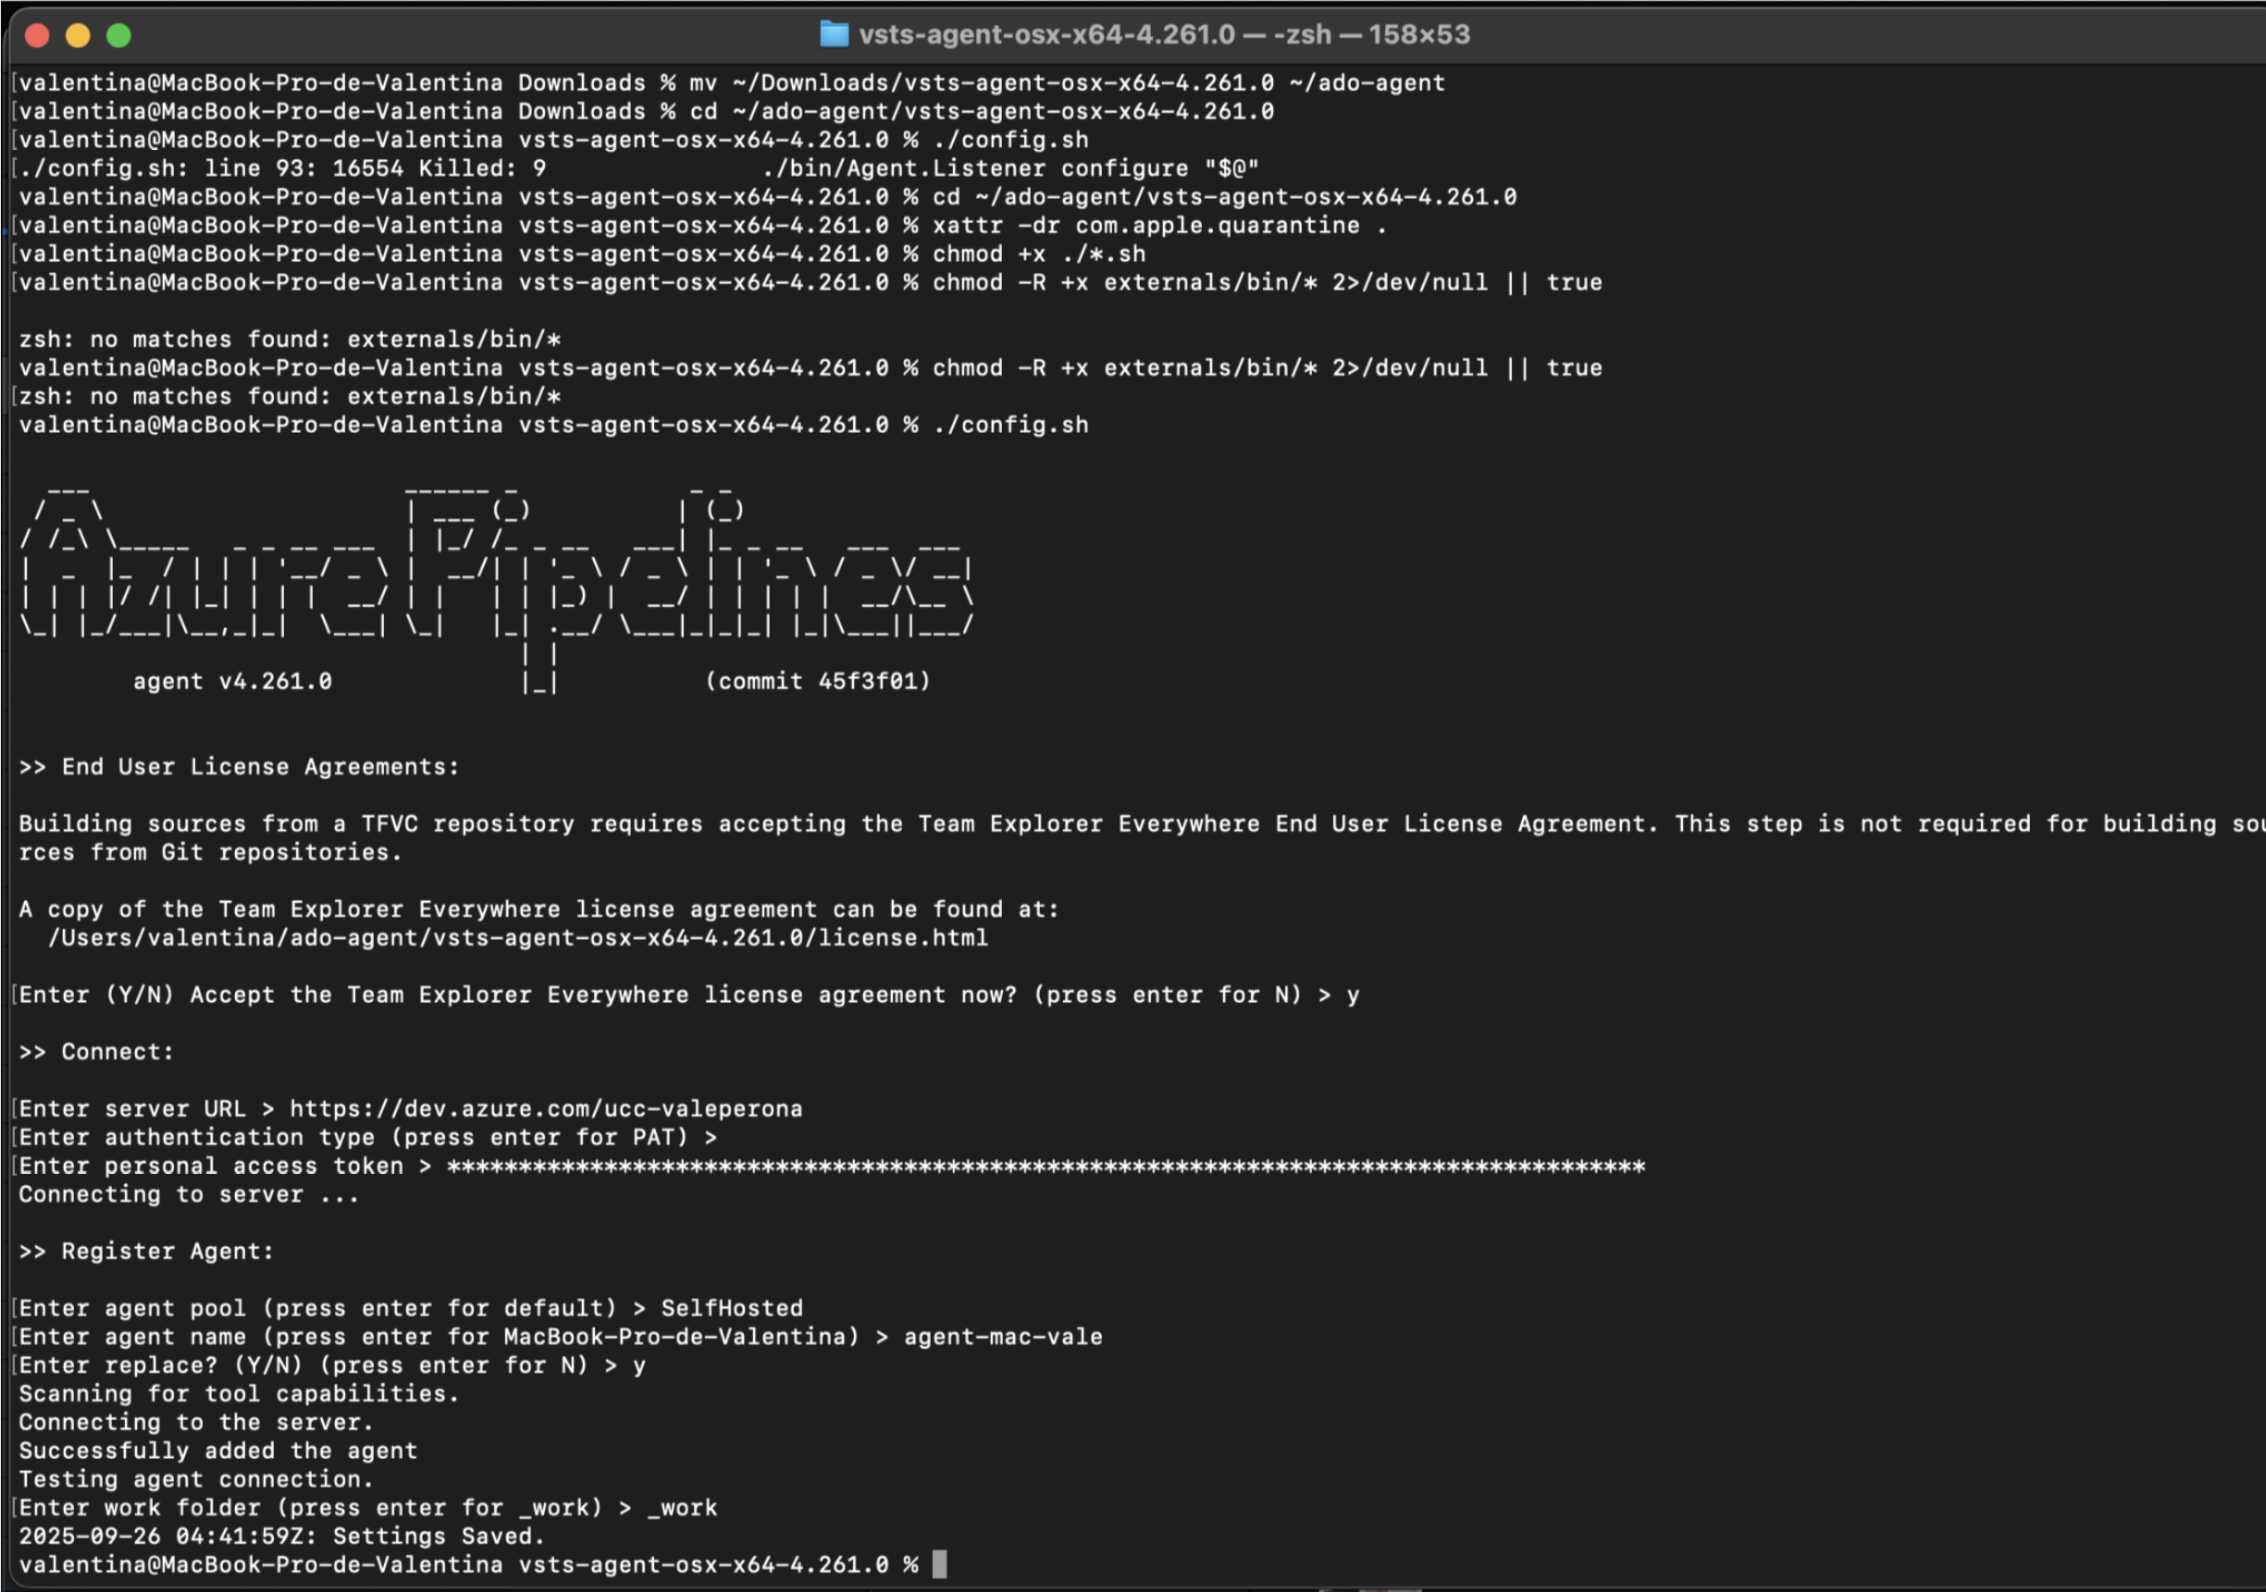 vsts-agent-osx-x64-4.261.0 — -zsh — 158×53
[valentina@MacBook-Pro-de-Valentina Downloads % mv ~/Downloads/vsts-agent-osx-x64-4.261.0 ~/ado-agent
[valentina@MacBook-Pro-de-Valentina Downloads % cd ~/ado-agent/vsts-agent-osx-x64-4.261.0
[valentina@MacBook-Pro-de-Valentina vsts-agent-osx-x64-4.261.0 % ./config.sh
[./config.sh: line 93: 16554 Killed: 9               ./bin/Agent.Listener configure "$@"
valentina@MacBook-Pro-de-Valentina vsts-agent-osx-x64-4.261.0 % cd ~/ado-agent/vsts-agent-osx-x64-4.261.0
[valentina@MacBook-Pro-de-Valentina vsts-agent-osx-x64-4.261.0 % xattr -dr com.apple.quarantine .
[valentina@MacBook-Pro-de-Valentina vsts-agent-osx-x64-4.261.0 % chmod +x ./*.sh
[valentina@MacBook-Pro-de-Valentina vsts-agent-osx-x64-4.261.0 % chmod -R +x externals/bin/* 2>/dev/null || true
zsh: no matches found: externals/bin/*
valentina@MacBook-Pro-de-Valentina vsts-agent-osx-x64-4.261.0 % chmod -R +x externals/bin/* 2>/dev/null || true
[zsh: no matches found: externals/bin/*
valentina@MacBook-Pro-de-Valentina vsts-agent-osx-x64-4.261.0 % ./config.sh
AzurePipelines
agent v4.261.0 (commit 45f3f01)
>> End User License Agreements:
Building sources from a TFVC repository requires accepting the Team Explorer Everywhere End User License Agreement. This step is not required for building sou
rces from Git repositories.
A copy of the Team Explorer Everywhere license agreement can be found at:
/Users/valentina/ado-agent/vsts-agent-osx-x64-4.261.0/license.html
[Enter (Y/N) Accept the Team Explorer Everywhere license agreement now? (press enter for N) > y
>> Connect:
[Enter server URL > https://dev.azure.com/ucc-valeperona
[Enter authentication type (press enter for PAT) >
[Enter personal access token > ************************************************************************************
Connecting to server ...
>> Register Agent:
[Enter agent pool (press enter for default) > SelfHosted
[Enter agent name (press enter for MacBook-Pro-de-Valentina) > agent-mac-vale
[Enter replace? (Y/N) (press enter for N) > y
Scanning for tool capabilities.
Connecting to the server.
Successfully added the agent
Testing agent connection.
[Enter work folder (press enter for _work) > _work
2025-09-26 04:41:59Z: Settings Saved.
valentina@MacBook-Pro-de-Valentina vsts-agent-osx-x64-4.261.0 %